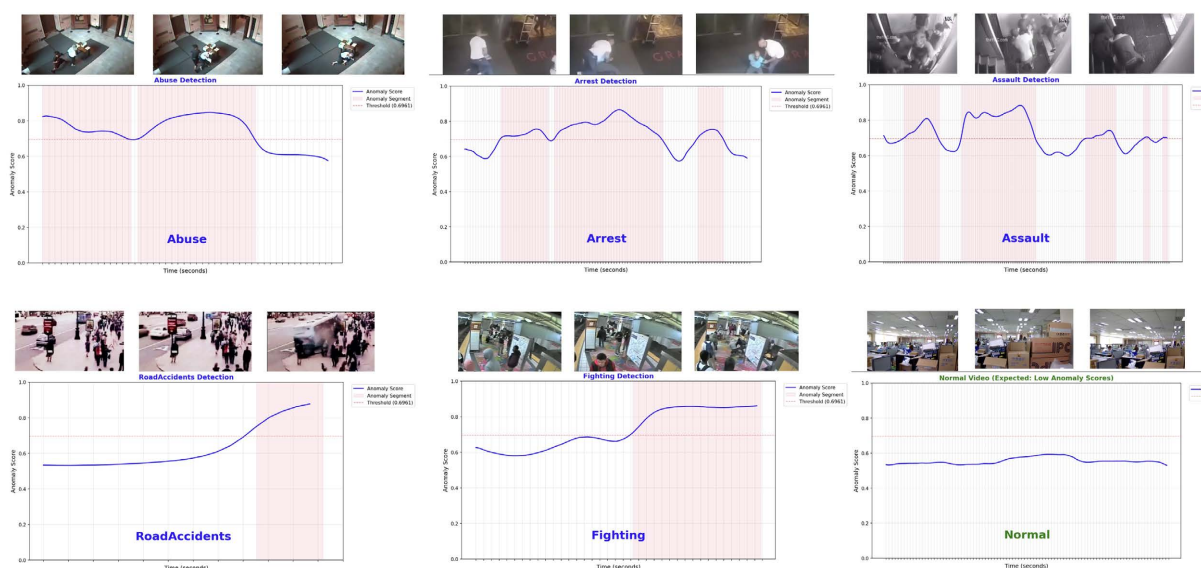 Abuse Detection
1.0
0.8
0.6
0.4
0.2
0.0
Anomaly Score
Time (seconds)
Abuse
Anomaly Score
Anomaly Segment
Threshold (0.6961)
Arrest Detection
1.0
0.8
0.6
0.4
0.2
0.0
Anomaly Score
Time (seconds)
Arrest
Anomaly Score
Anomaly Segment
Threshold (0.6961)
Assault Detection
1.0
0.8
0.6
0.4
0.2
0.0
Anomaly Score
Time (seconds)
Assault
RoadAccidents Detection
1.0
0.8
0.6
0.4
0.2
0.0
Anomaly Score
Time (seconds)
RoadAccidents
Anomaly Score
Anomaly Segment
Threshold (0.6961)
Fighting Detection
1.0
0.8
0.6
0.4
0.2
0.0
Anomaly Score
Time (seconds)
Fighting
Anomaly Score
Anomaly Segment
Threshold (0.6961)
IPC
Normal Video (Expected: Low Anomaly Scores)
1.0
0.8
0.6
0.4
0.2
0.0
Anomaly Score
Time (seconds)
Normal